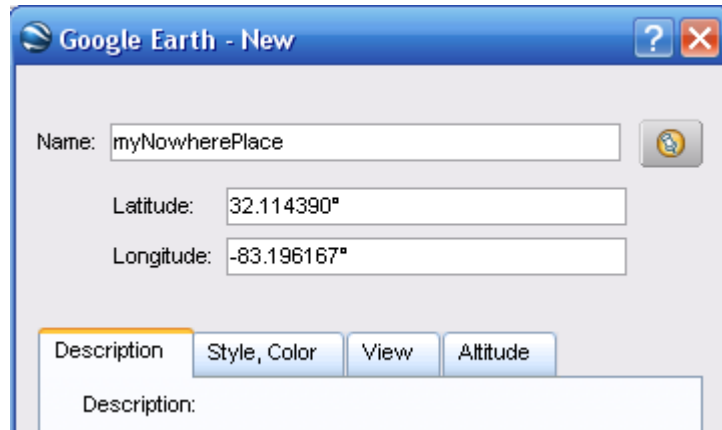 Google Earth - New
Name: myNowherePlace
Latitude: 32.114390°
Longitude: -83.196167°
Description Style, Color View Altitude
Description: